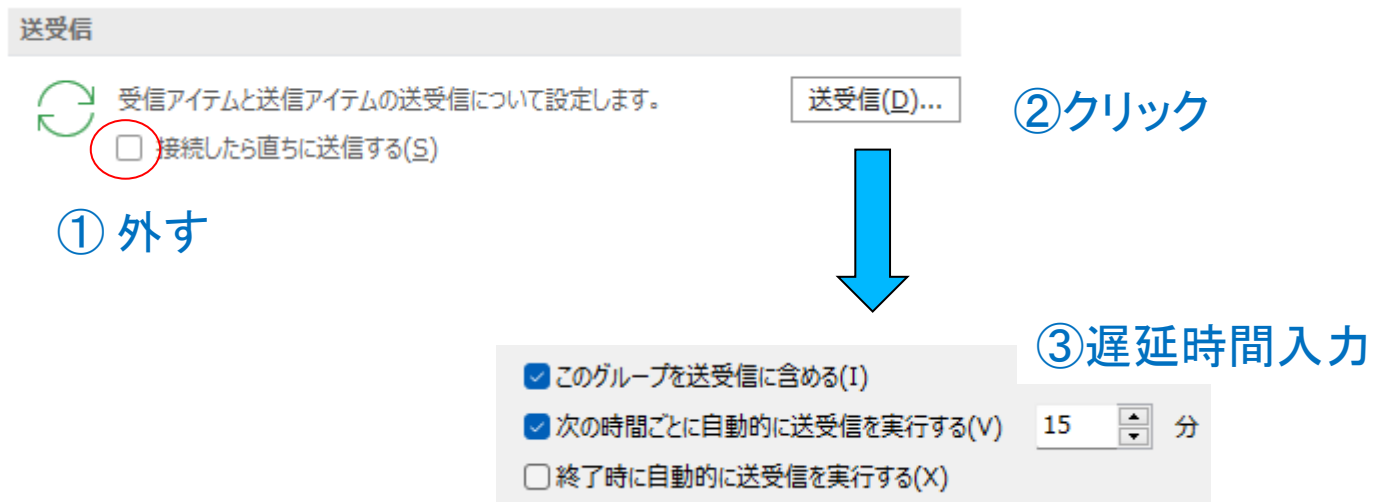 送受信
受信アイテムと送信アイテムの送受信について設定します。
送受信(D)...
②クリック
接続したら直ちに送信する(S)
① 外す
③遅延時間入力
このグループを送受信に含める(I)
次の時間ごとに自動的に送受信を実行する(V) 15 分
終了時に自動的に送受信を実行する(X)